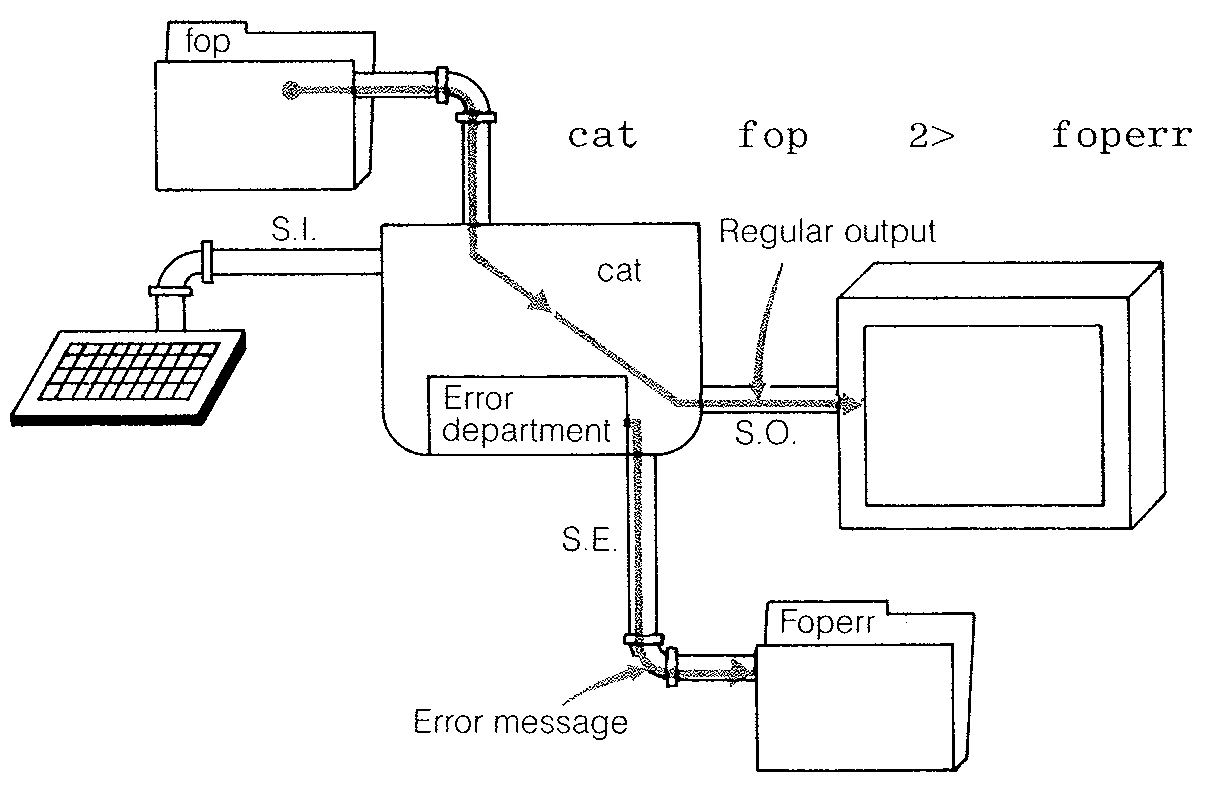 fop
cat fop 2> foperr
S.I.
Regular output
cat
Error
department
S.O.
S.E.
Foperr
Error message